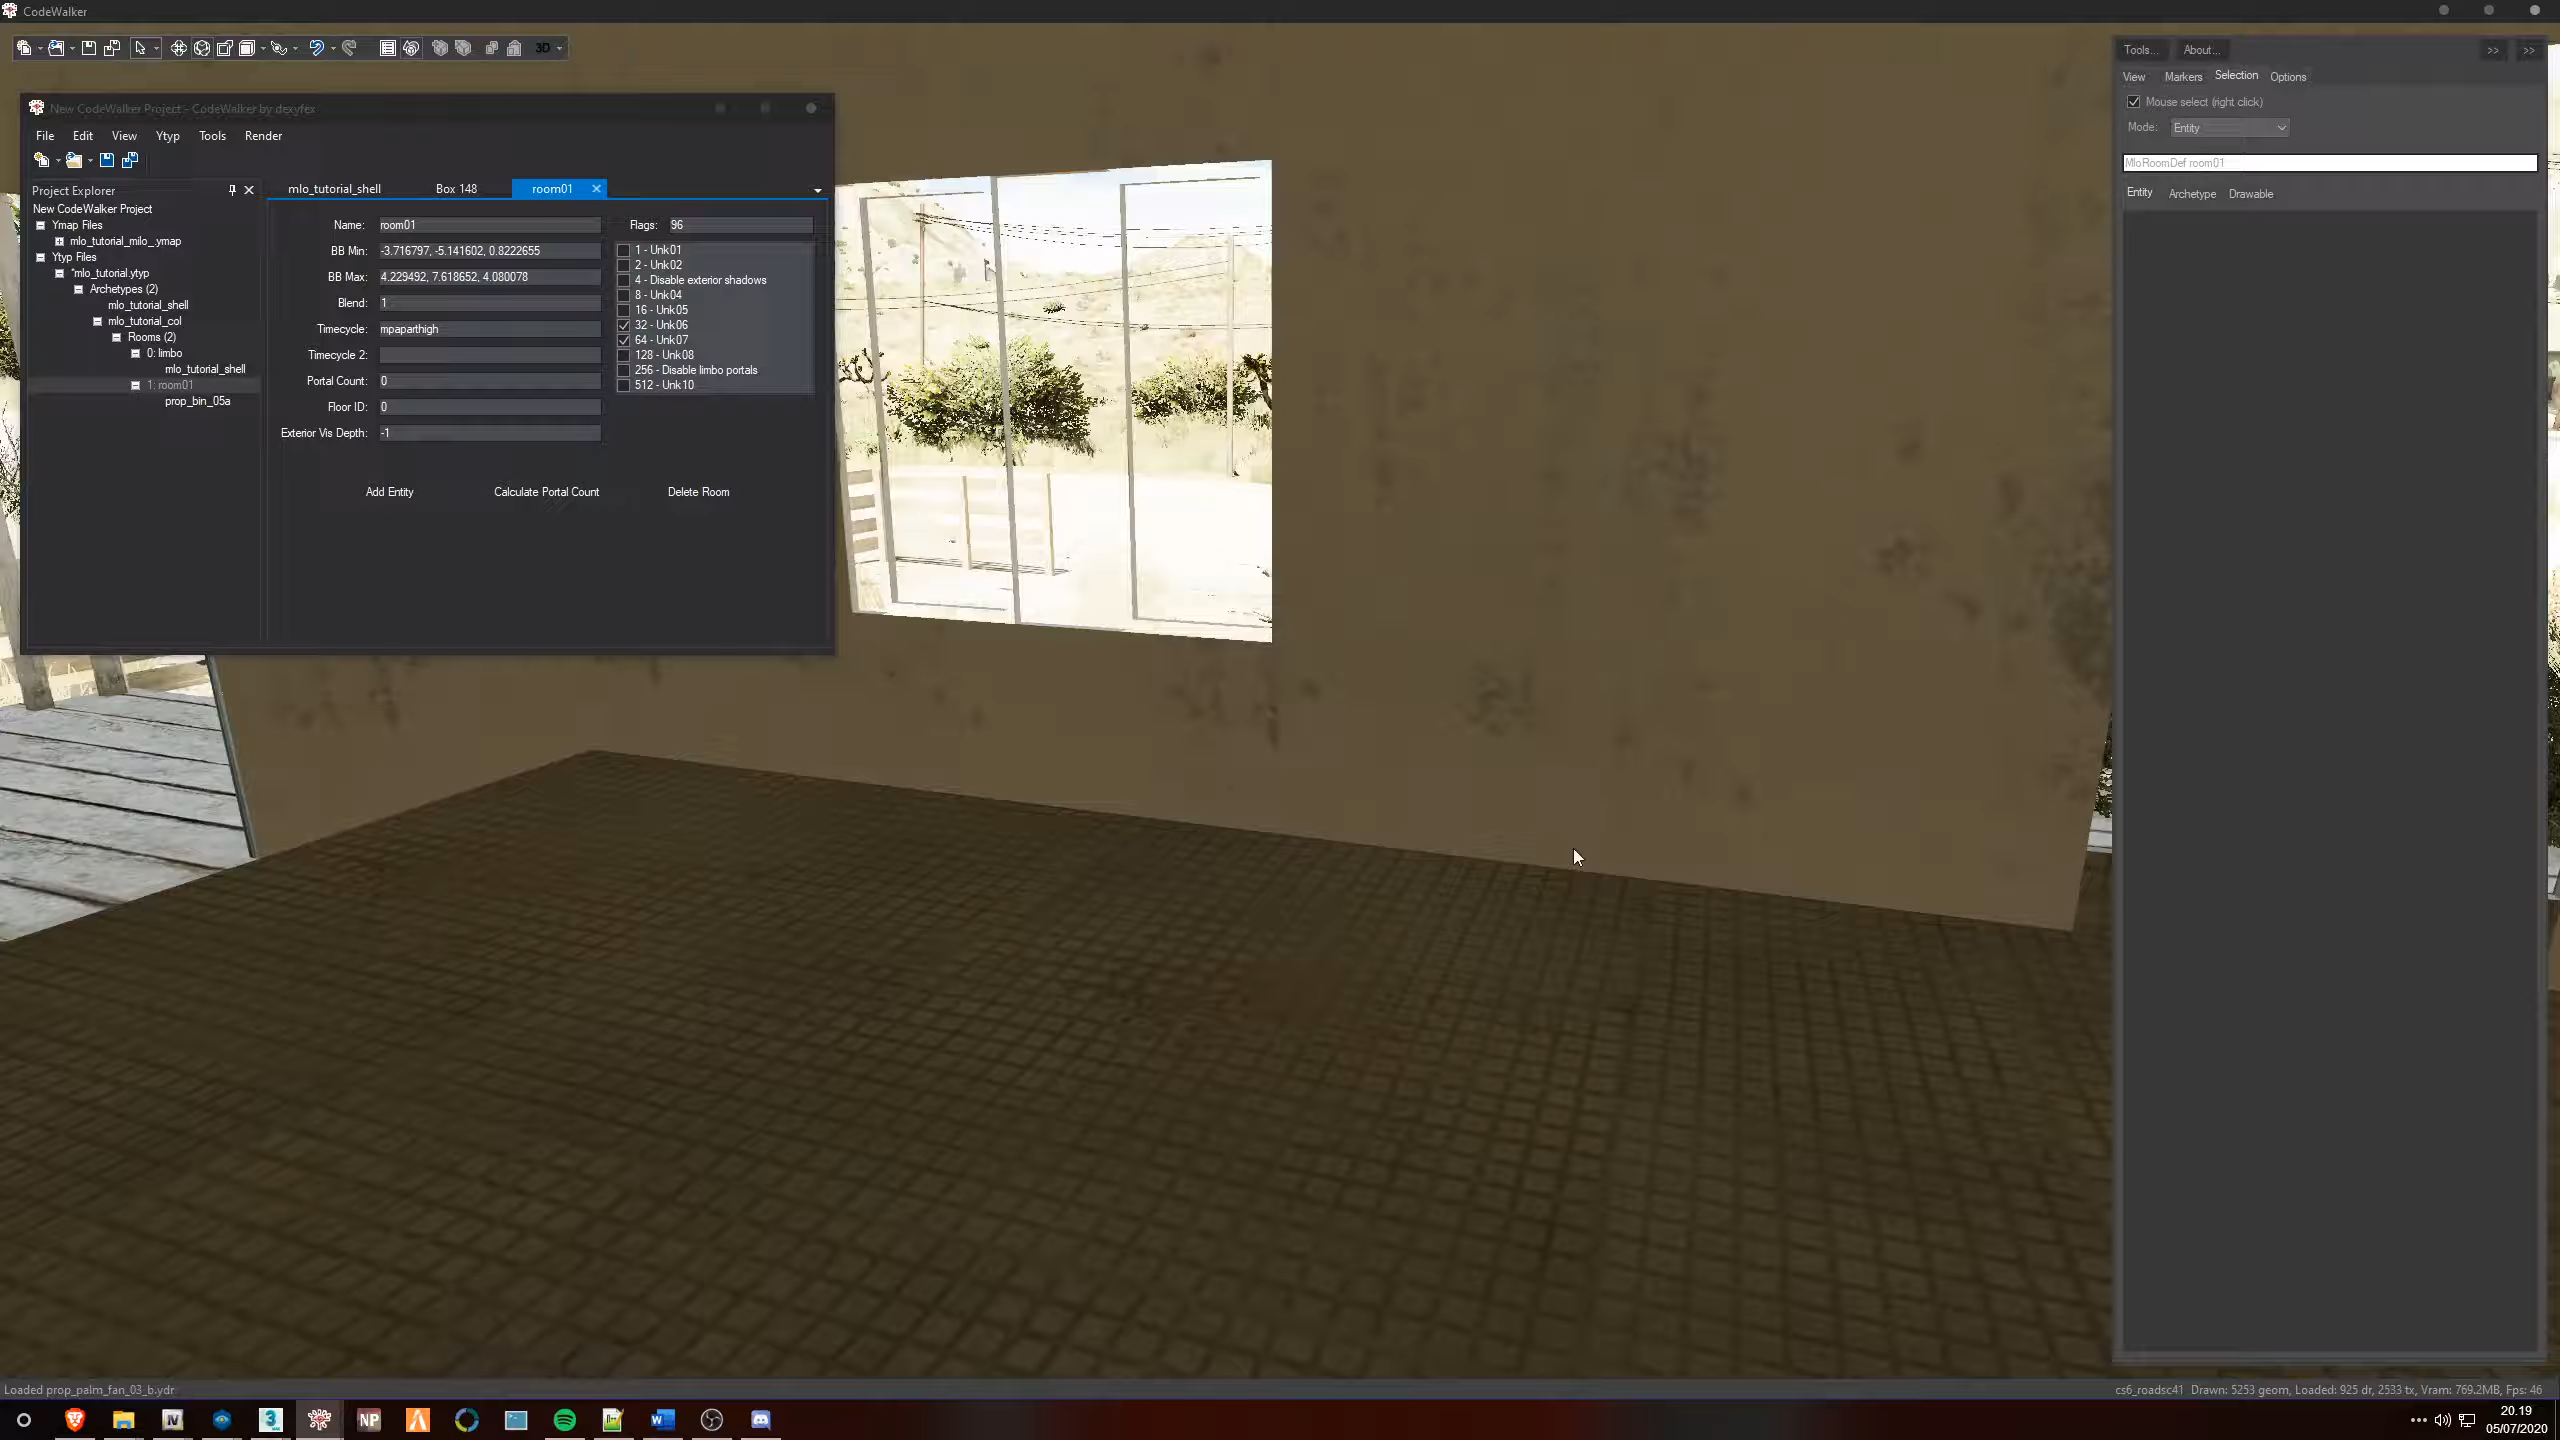 CodeWalker
3D
Tools...
About...
>>
>>
View
Markers
Selection
Options
Mouse select (right click)
Mode:
Entity
MloRoomDef room01
Entity
Archetype
Drawable
New CodeWalker Project - CodeWalker by dexyfex
File
Edit
View
Ytyp
Tools
Render
Project Explorer
New CodeWalker Project
Ymap Files
mlo_tutorial_milo_.ymap
Ytyp Files
*mlo_tutorial.ytyp
Archetypes (2)
mlo_tutorial_shell
mlo_tutorial_col
Rooms (2)
0: limbo
mlo_tutorial_shell
1: room01
prop_bin_05a
mlo_tutorial_shell
Box 148
room01
Name:
room01
BB Min:
-3.716797, -5.141602, 0.8222655
BB Max:
4.229492, 7.618652, 4.080078
Blend:
1
Timecycle:
mpaparthigh
Timecycle 2:
Portal Count:
0
Floor ID:
0
Exterior Vis Depth:
-1
Flags:
96
1 - Unk01
2 - Unk02
4 - Disable exterior shadows
8 - Unk04
16 - Unk05
32 - Unk06
64 - Unk07
128 - Unk08
256 - Disable limbo portals
512 - Unk10
Add Entity
Calculate Portal Count
Delete Room
Loaded prop_palm_fan_03_b.ydr
cs6_roadsc41 Drawn: 5253 geom, Loaded: 925 dr, 2533 tx, Vram: 769.2MB, Fps: 46
NP
20.19
05/07/2020